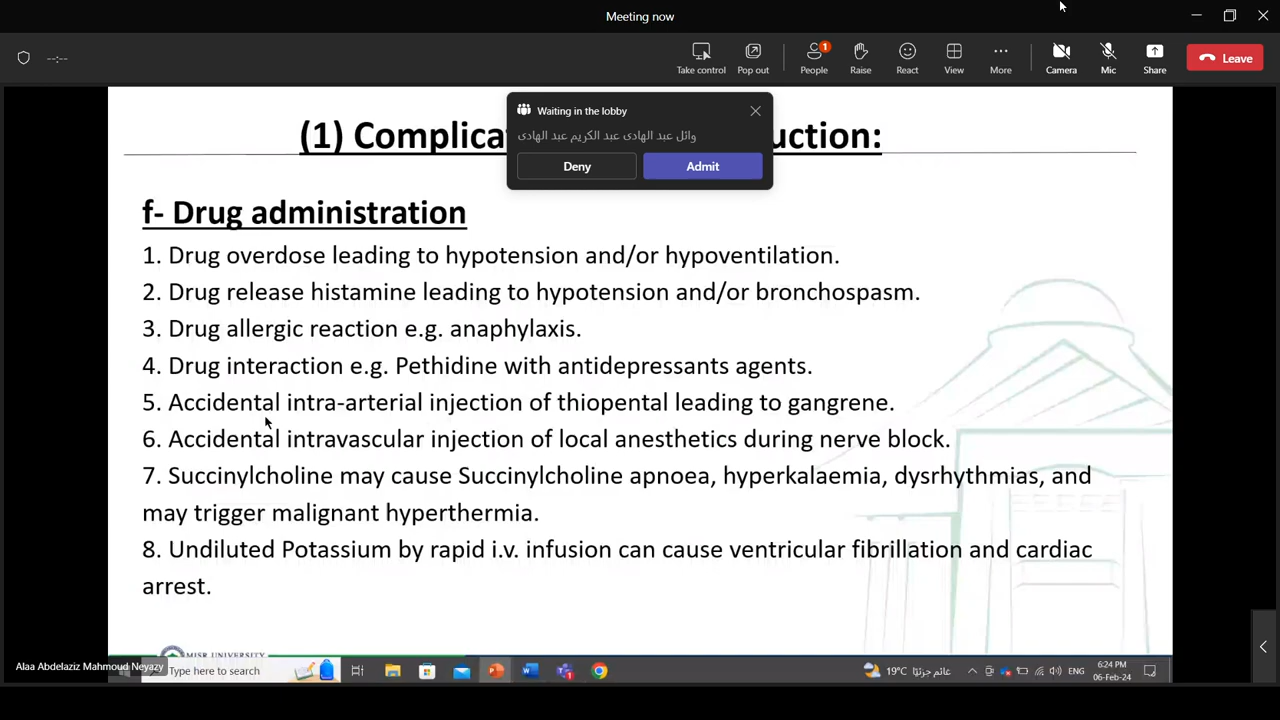 Meeting now
--:--
Take control
Pop out
People
1
Raise
React
View
More
Camera
Mic
Share
Leave
Waiting in the lobby
وائل عبد الهادى عبد الكريم عبد الهادى
Deny
Admit
(1) Complica
uction:
f- Drug administration
1. Drug overdose leading to hypotension and/or hypoventilation.
2. Drug release histamine leading to hypotension and/or bronchospasm.
3. Drug allergic reaction e.g. anaphylaxis.
4. Drug interaction e.g. Pethidine with antidepressants agents.
5. Accidental intra-arterial injection of thiopental leading to gangrene.
6. Accidental intravascular injection of local anesthetics during nerve block.
7. Succinylcholine may cause Succinylcholine apnoea, hyperkalaemia, dysrhythmias, and
may trigger malignant hyperthermia.
8. Undiluted Potassium by rapid i.v. infusion can cause ventricular fibrillation and cardiac
arrest.
MISR UNIVERSITY
Alaa Abdelaziz Mahmoud Neyazy
Type here to search
19°C غائم جزئيًا
ENG
6:24 PM
06-Feb-24